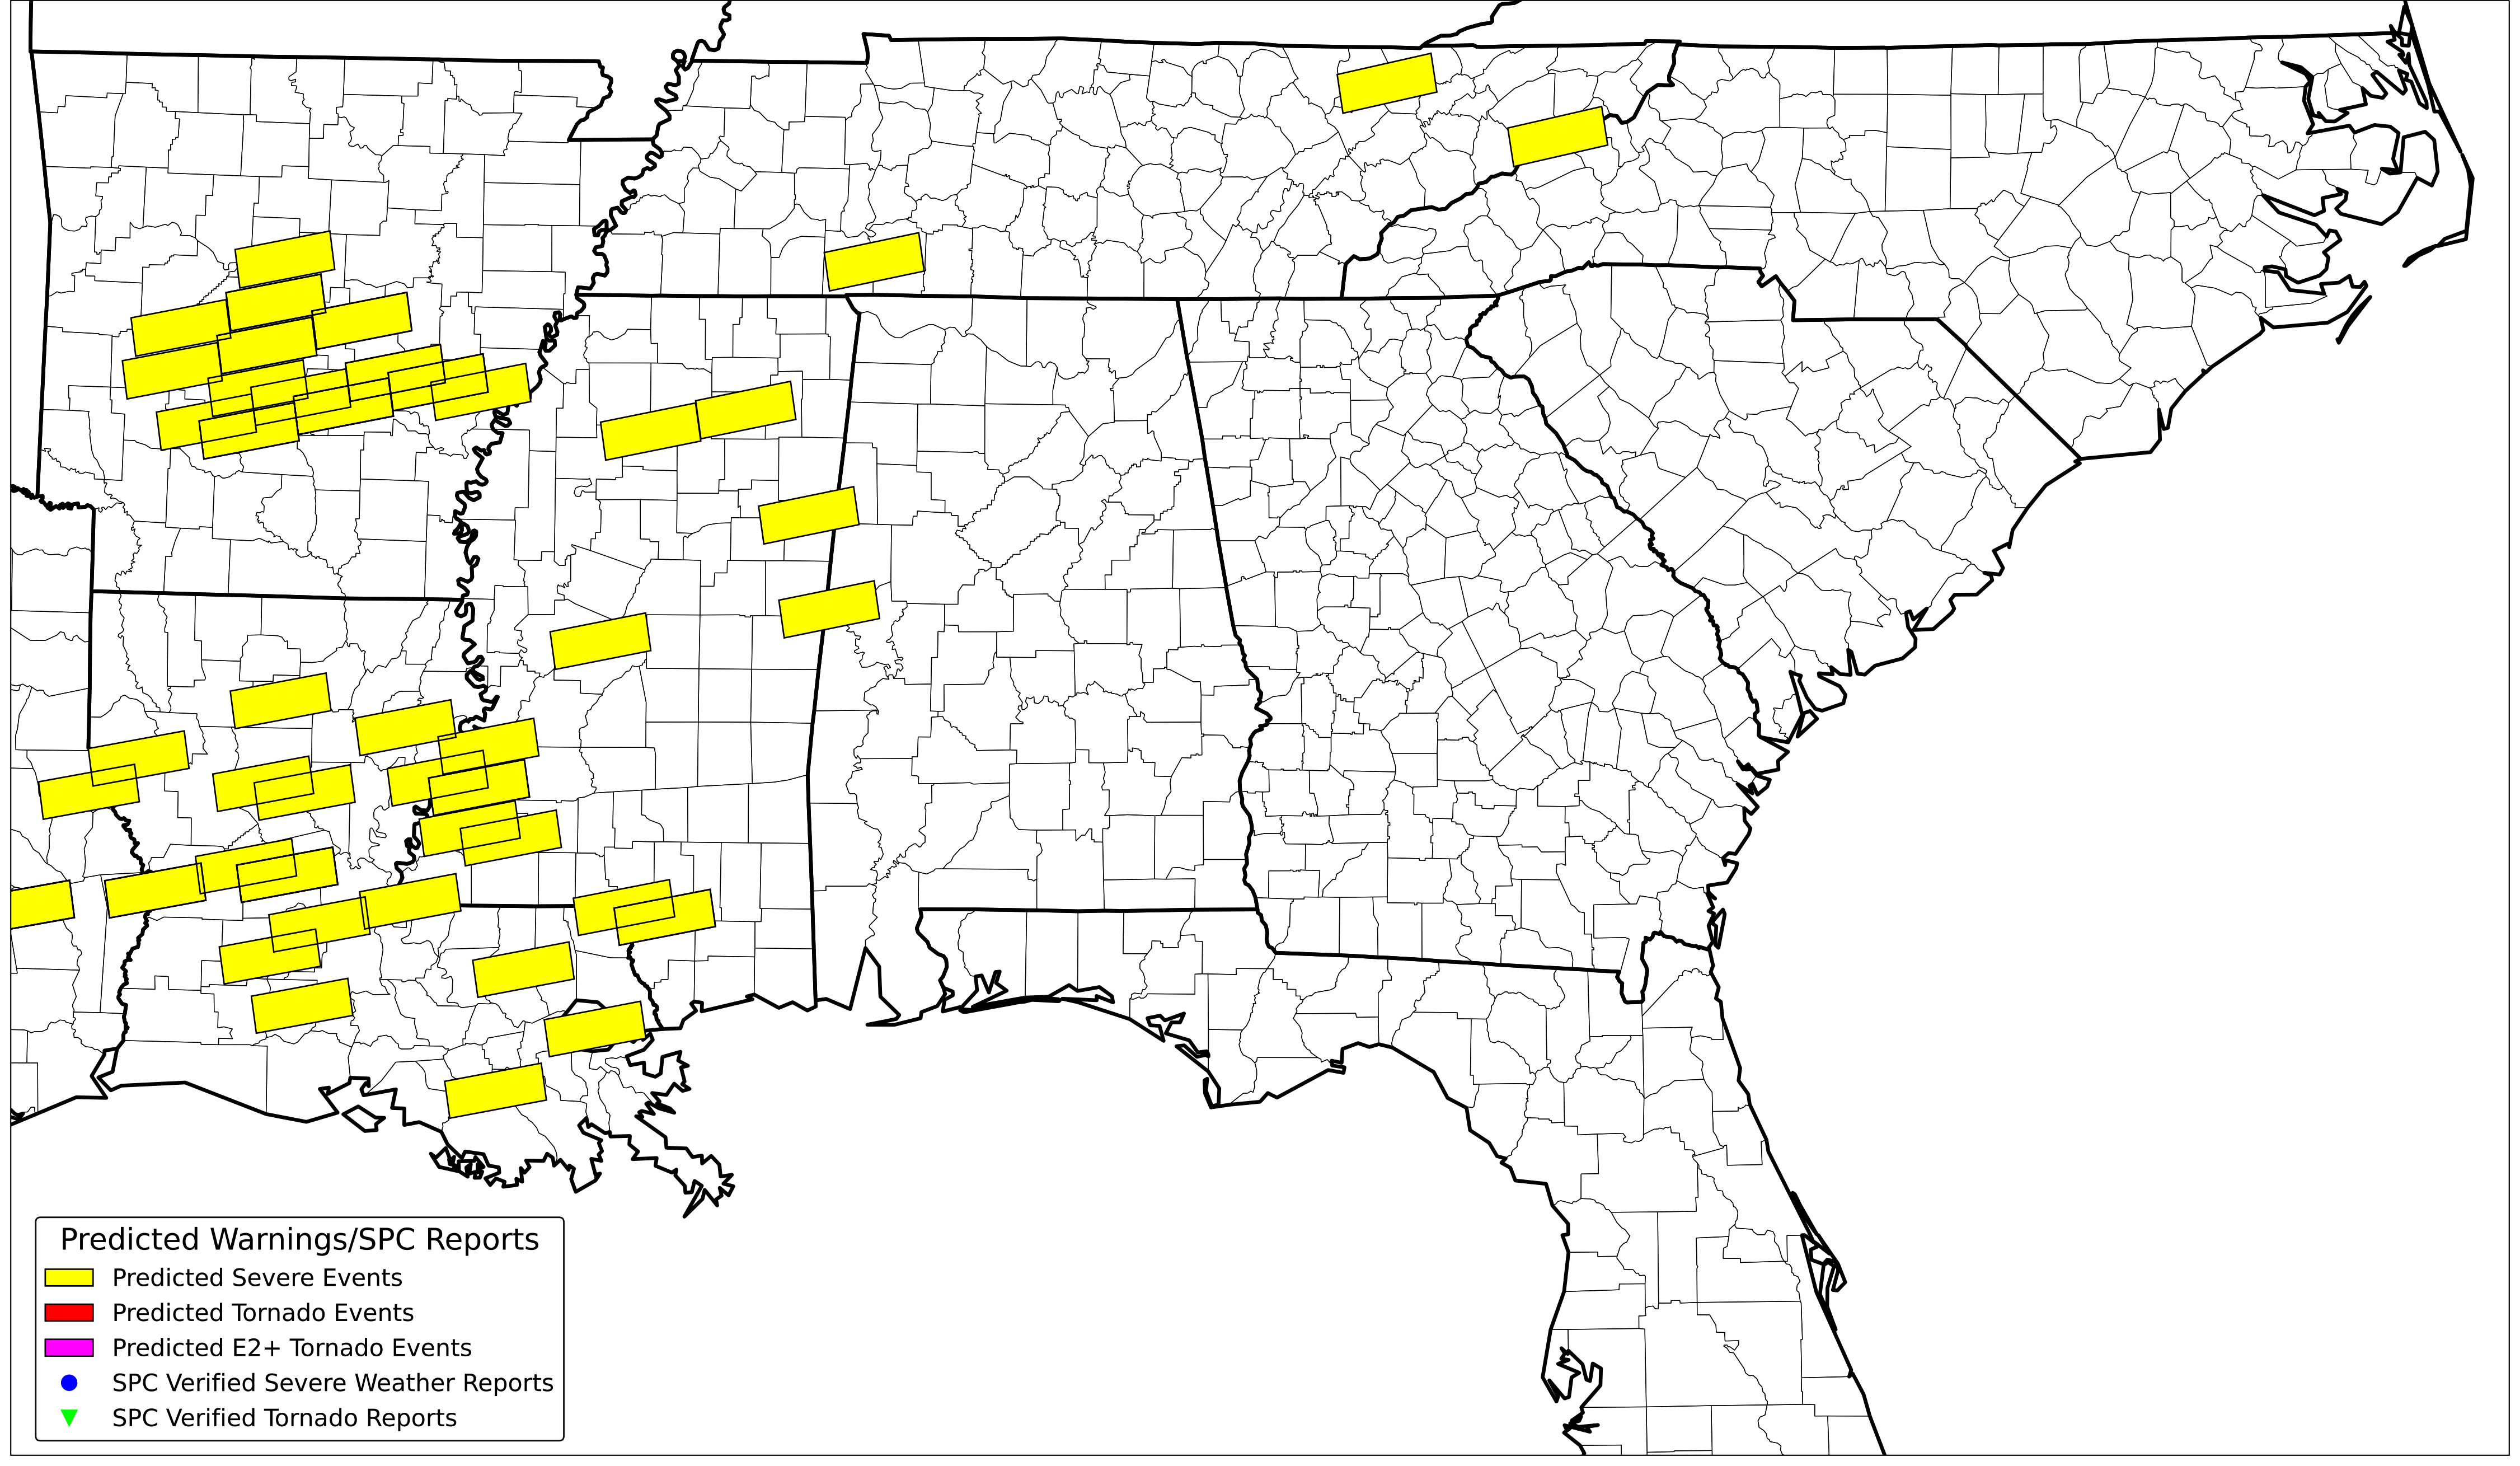 Predicted Warnings/SPC Reports
Predicted Severe Events
Predicted Tornado Events
Predicted E2+ Tornado Events
SPC Verified Severe Weather Reports
SPC Verified Tornado Reports